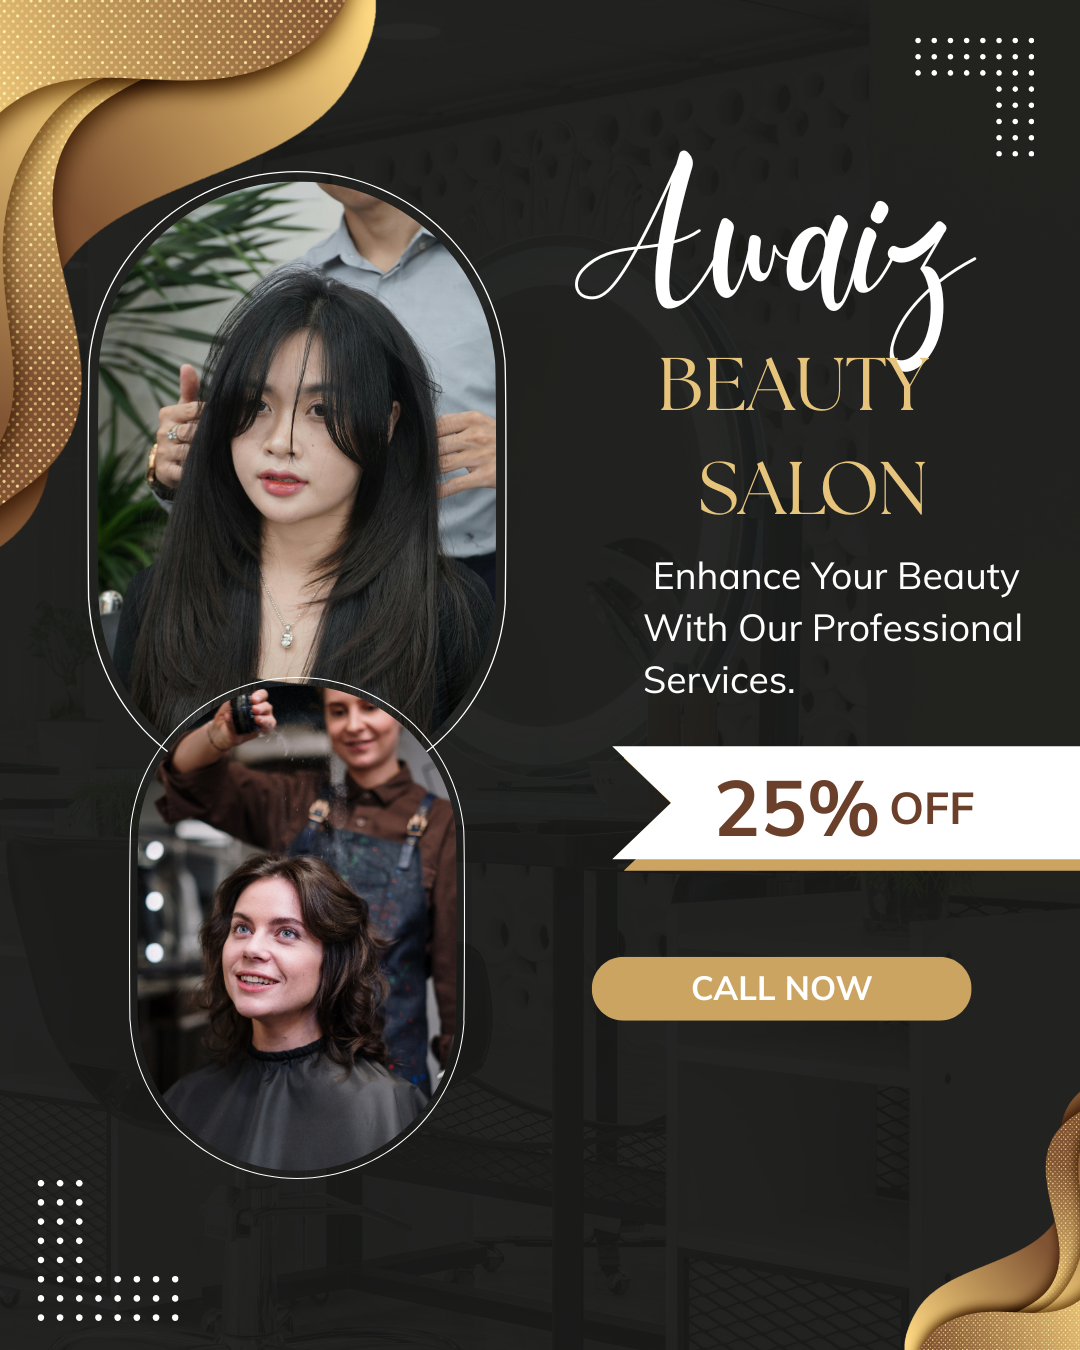 Awaiz
BEAUTY
SALON
Enhance Your Beauty
With Our Professional
Services.
25% OFF
CALL NOW